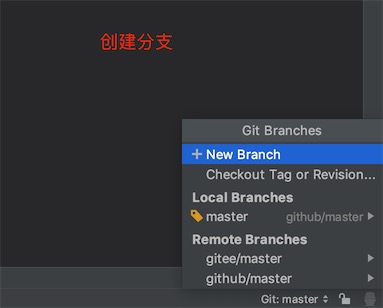 创建分支
Git Branches
New Branch
Checkout Tag or Revision...
Local Branches
master github/master
Remote Branches
gitee/master
github/master
Git: master